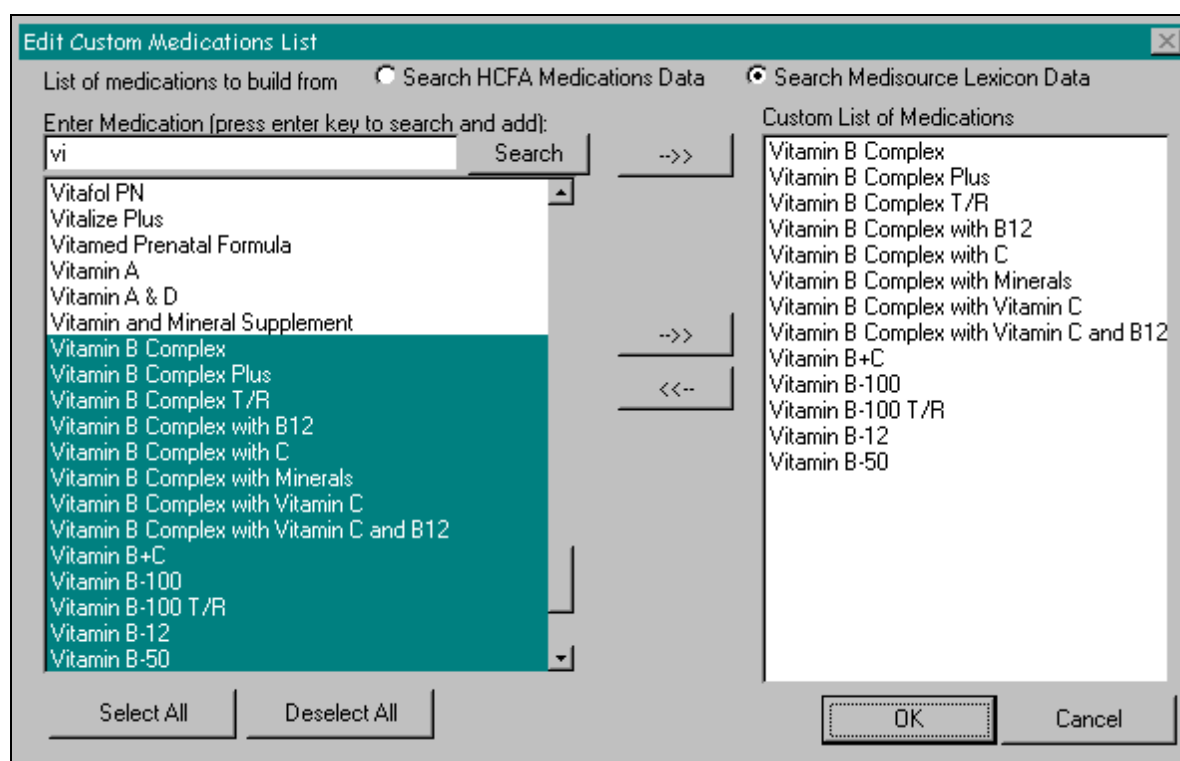 Edit Custom Medications List
List of medications to build from Search HCFA Medications Data Search Medisource Lexicon Data
Enter Medication (press enter key to search and add):
vi
Search
-->>
Vitafol PN
Vitalize Plus
Vitamed Prenatal Formula
Vitamin A
Vitamin A & D
Vitamin and Mineral Supplement
Vitamin B Complex
Vitamin B Complex Plus
Vitamin B Complex T/R
Vitamin B Complex with B12
Vitamin B Complex with C
Vitamin B Complex with Minerals
Vitamin B Complex with Vitamin C
Vitamin B Complex with Vitamin C and B12
Vitamin B+C
Vitamin B-100
Vitamin B-100 T/R
Vitamin B-12
Vitamin B-50
-->>
<<--
Custom List of Medications
Vitamin B Complex
Vitamin B Complex Plus
Vitamin B Complex T/R
Vitamin B Complex with B12
Vitamin B Complex with C
Vitamin B Complex with Minerals
Vitamin B Complex with Vitamin C
Vitamin B Complex with Vitamin C and B12
Vitamin B+C
Vitamin B-100
Vitamin B-100 T/R
Vitamin B-12
Vitamin B-50
Select All
Deselect All
OK
Cancel